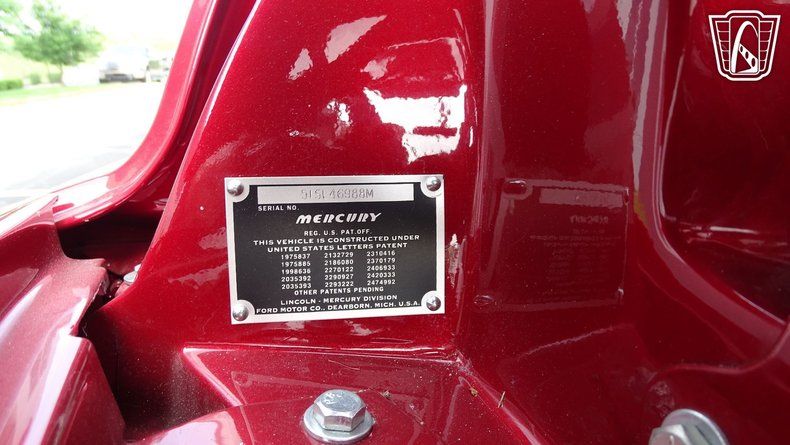 51SL46988M
SERIAL NO.
MERCURY
REG. U.S. PAT. OFF.
THIS VEHICLE IS CONSTRUCTED UNDER
UNITED STATES LETTERS PATENT
1975837 2132729 2310416
1975885 2186080 2370179
1998636 2270122 2406933
2035392 2290927 2420333
2035393 2293222 2474992
OTHER PATENTS PENDING
LINCOLN - MERCURY DIVISION
FORD MOTOR CO., DEARBORN, MICH. U.S.A.